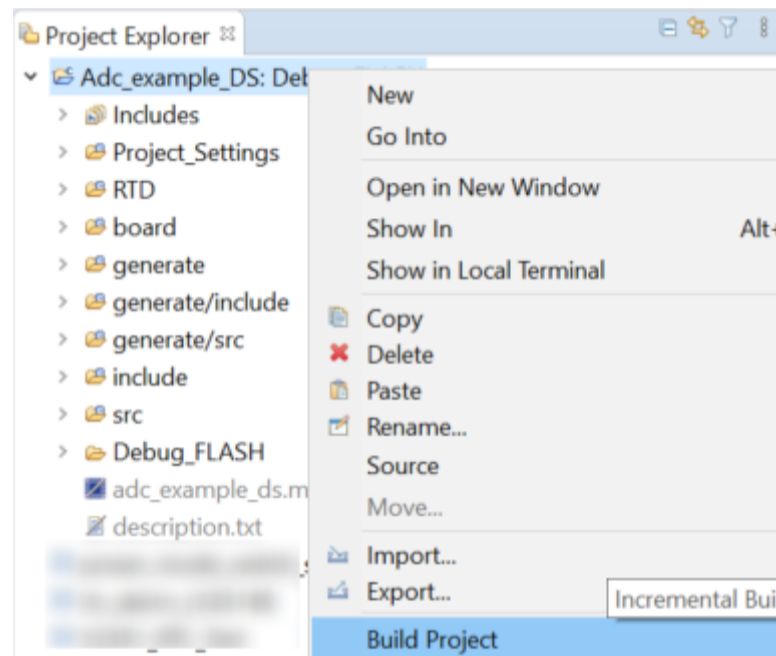 Project Explorer
Adc_example_DS: Deb
Includes
Project_Settings
RTD
board
generate
generate/include
generate/src
include
src
Debug_FLASH
adc_example_ds.m
description.txt
New
Go Into
Open in New Window
Show In Alt+
Show in Local Terminal
Copy
Delete
Paste
Rename...
Source
Move...
Import...
Export...
Incremental Bui
Build Project